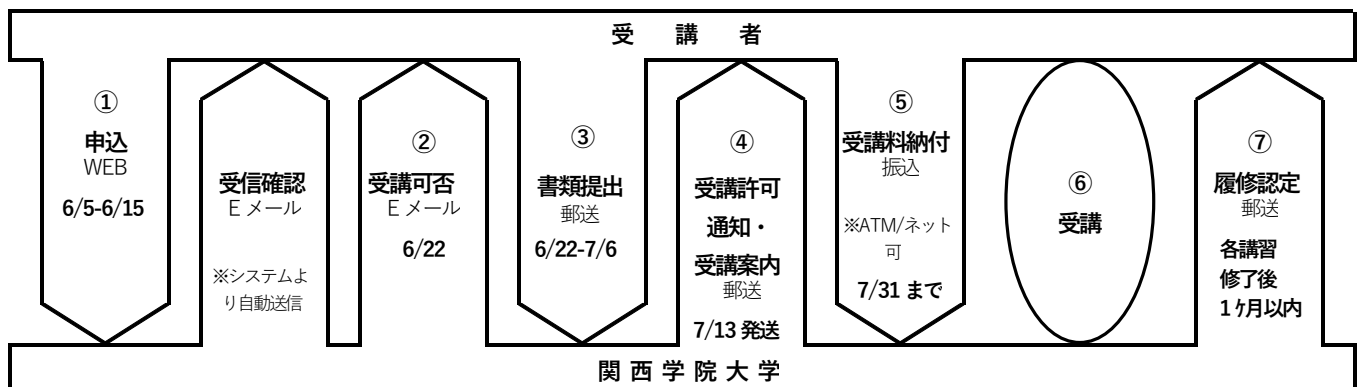 受 講 者
①
申込
WEB
6/5-6/15
受信確認
Eメール
※システムよ
り自動送信
②
受講可否
Eメール
6/22
③
書類提出
郵送
6/22-7/6
④
受講許可
通知・
受講案内
郵送
7/13 発送
⑤
受講料納付
振込
※ATM/ネット
可
7/31 まで
⑥
受講
⑦
履修認定
郵送
各講習
修了後
1ヶ月以内
関 西 学 院 大 学